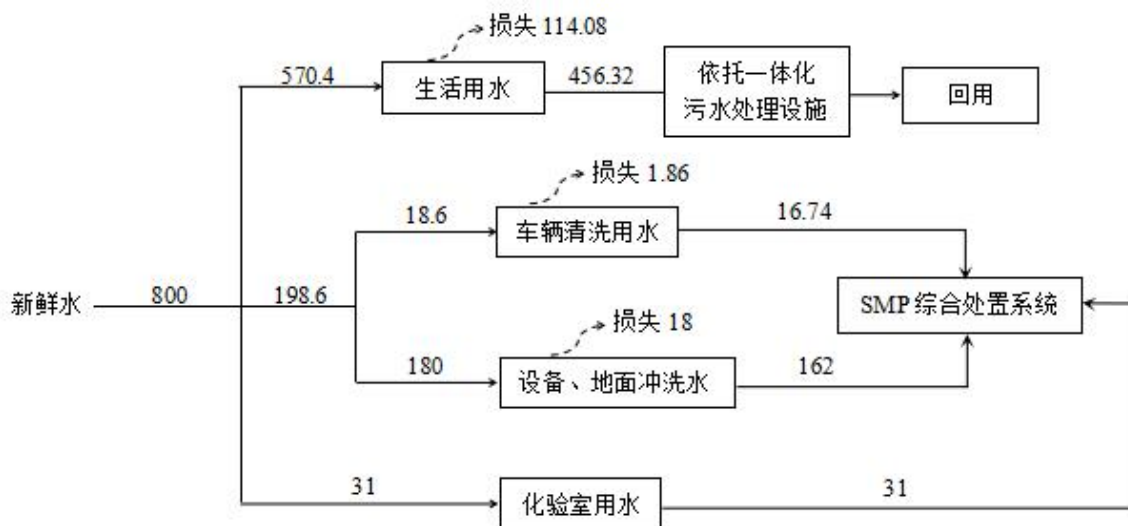 损失 114.08
570.4
生活用水
456.32
依托一体化
污水处理设施
回用
损失 1.86
18.6
车辆清洗用水
16.74
新鲜水
800
198.6
SMP 综合处置系统
损失 18
180
设备、地面冲洗水
162
31
化验室用水
31